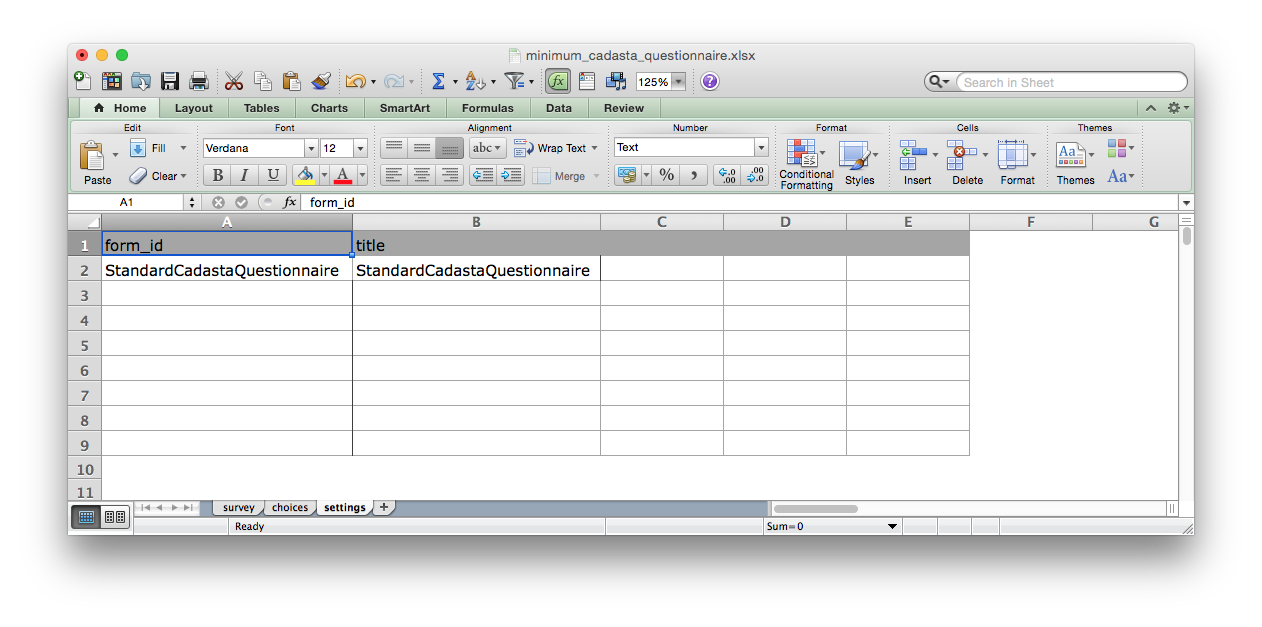 minimum_cadasta_questionnaire.xlsx
125% Search in Sheet
Home Layout Tables Charts SmartArt Formulas Data Review
Edit Font Alignment Number Format Cells Themes
Fill Verdana 12 abc Wrap Text Text
Paste Clear B I U A Merge % Conditional Formatting Styles Insert Delete Format Themes Aa
A1 fx form_id
A B C D E F G
1 form_id title
2 StandardCadastaQuestionnaire StandardCadastaQuestionnaire
3
4
5
6
7
8
9
10
11
survey choices settings +
Ready Sum=0